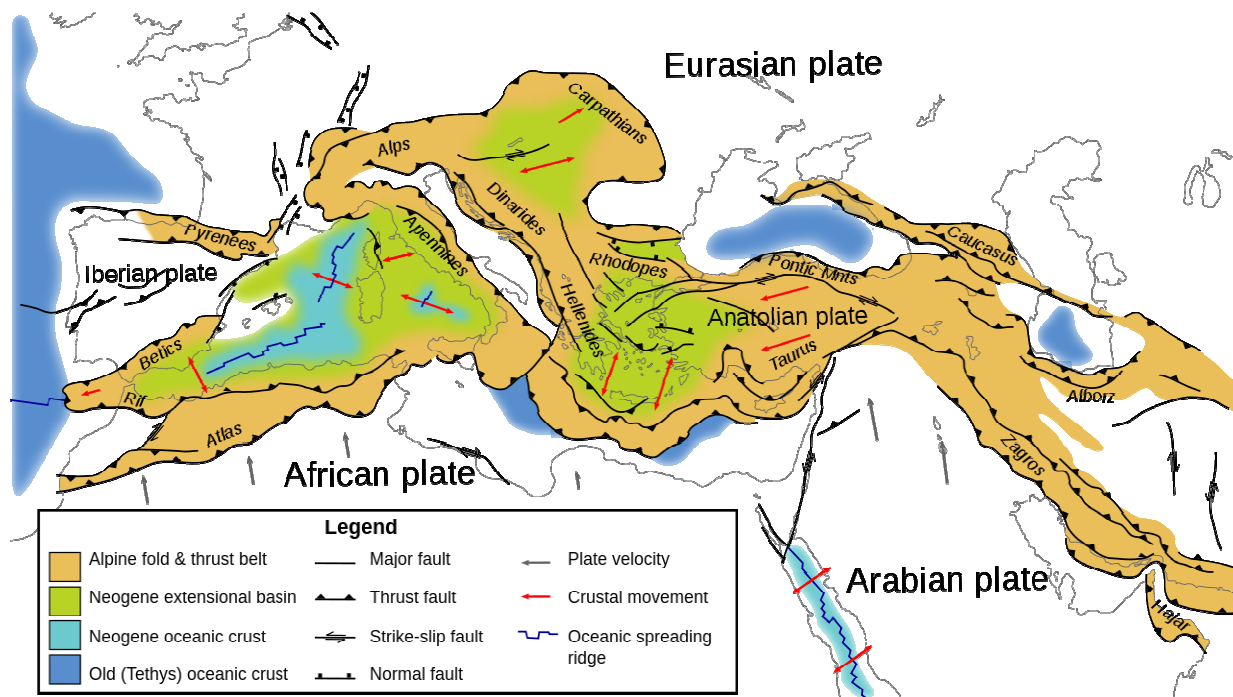 Eurasian plate
Carpathians
Alps
Dinarides
Pyrenees
Apennines
Caucasus
Iberian plate
Rhodopes
Pontic Mnts
Hellenides
Anatolian plate
Betics
Taurus
Rif
Alborz
Atlas
Zagros
African plate
Arabian plate
Hajar
Legend
Alpine fold & thrust belt
Major fault
Plate velocity
Neogene extensional basin
Thrust fault
Crustal movement
Neogene oceanic crust
Strike-slip fault
Oceanic spreading
ridge
Old (Tethys) oceanic crust
Normal fault